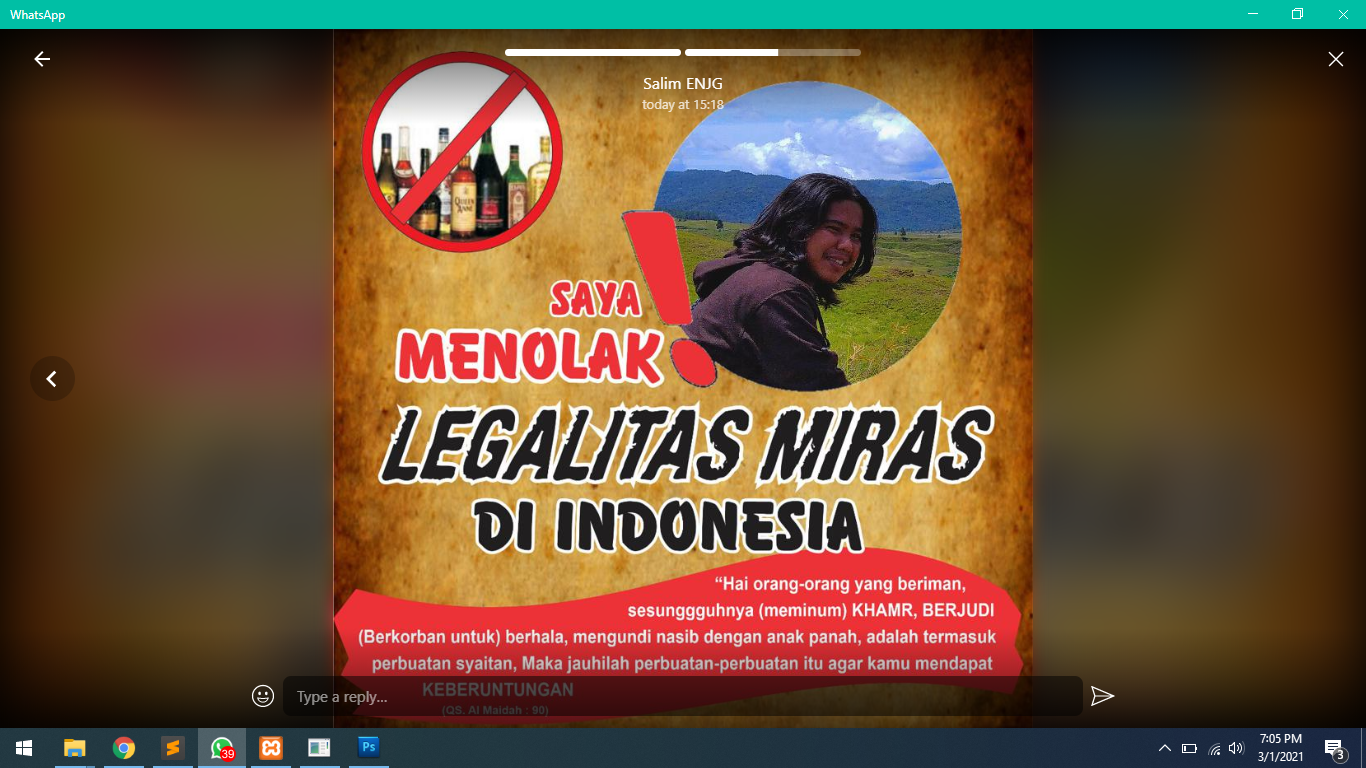 WhatsApp
Salim ENJG
today at 15:18
QUEEN
ANNE
SAYA
MENOLAK!
LEGALITAS MIRAS
DI INDONESIA
“Hai orang-orang yang beriman,
sesunggguhnya (meminum) KHAMR, BERJUDI
(Berkorban untuk) berhala, mengundi nasib dengan anak panah, adalah termasuk
perbuatan syaitan, Maka jauhilah perbuatan-perbuatan itu agar kamu mendapat
KEBERUNTUNGAN
(QS. Al Maidah : 90)
Type a reply...
39
Ps
7:05 PM
3/1/2021
3